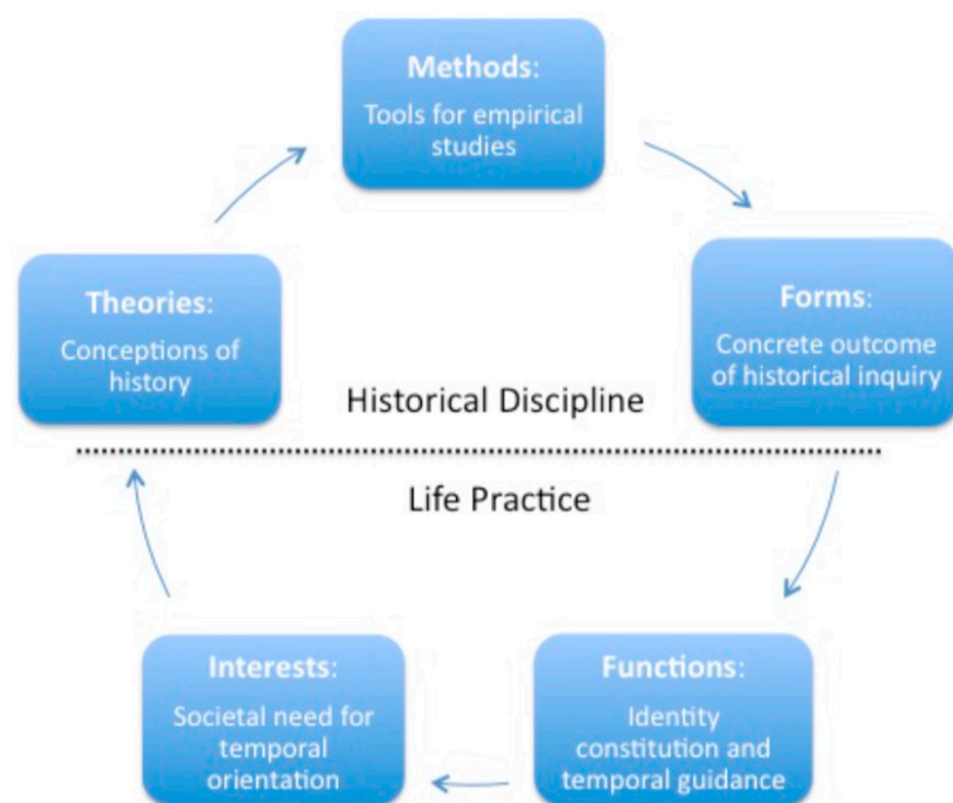 Methods:
Tools for empirical
studies
Theories:
Conceptions of
history
Forms:
Concrete outcome
of historical inquiry
Historical Discipline
Life Practice
Interests:
Societal need for
temporal
orientation
Functions:
Identity
constitution and
temporal guidance